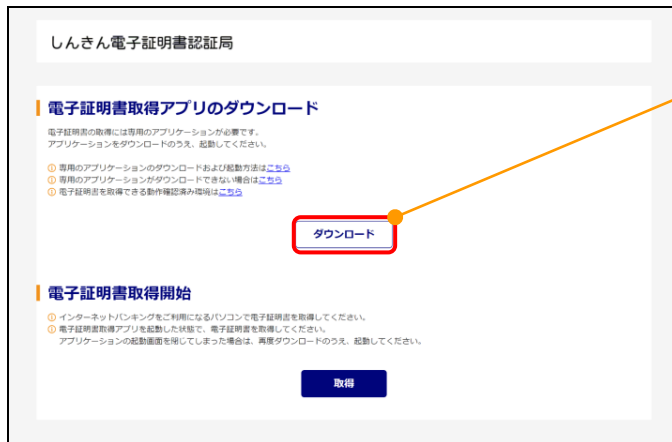 しんきん電子証明書認証局
電子証明書取得アプリのダウンロード
電子証明書の取得には専用のアプリケーションが必要です。
アプリケーションをダウンロードのうえ、起動してください。
専用のアプリケーションのダウンロードおよび起動方法はこちら
専用のアプリケーションがダウンロードできない場合はこちら
電子証明書を取得できる動作確認済み環境はこちら
ダウンロード
電子証明書取得開始
インターネットバンキングをご利用になるパソコンで電子証明書を取得してください。
電子証明書取得アプリを起動した状態で、電子証明書を取得してください。
アプリケーションの起動画面を閉じてしまった場合は、再度ダウンロードのうえ、起動してください。
取得